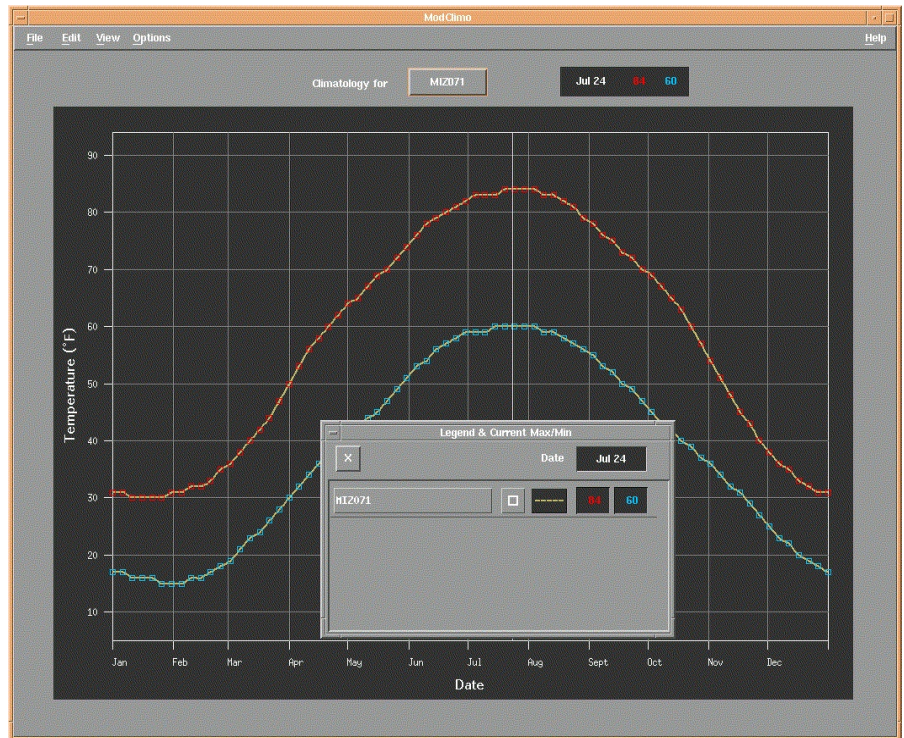 ModClimo
File Edit View Options Help
Climatology for MIZ071 Jul 24 84 60
90
80
70
60
50
40
30
20
10
Temperature (°F)
Legend & Current Max/Min
× Date Jul 24
MIZ071 84 60
Jan Feb Mar Apr May Jun Jul Aug Sept Oct Nov Dec
Date